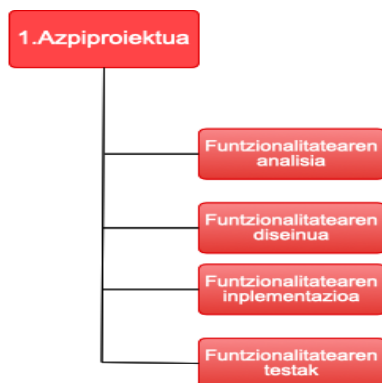 1.Azpiproiektua
Funtzionalitatearen
analisia
Funtzionalitatearen
diseinua
Funtzionalitatearen
inplementazioa
Funtzionalitatearen
testak